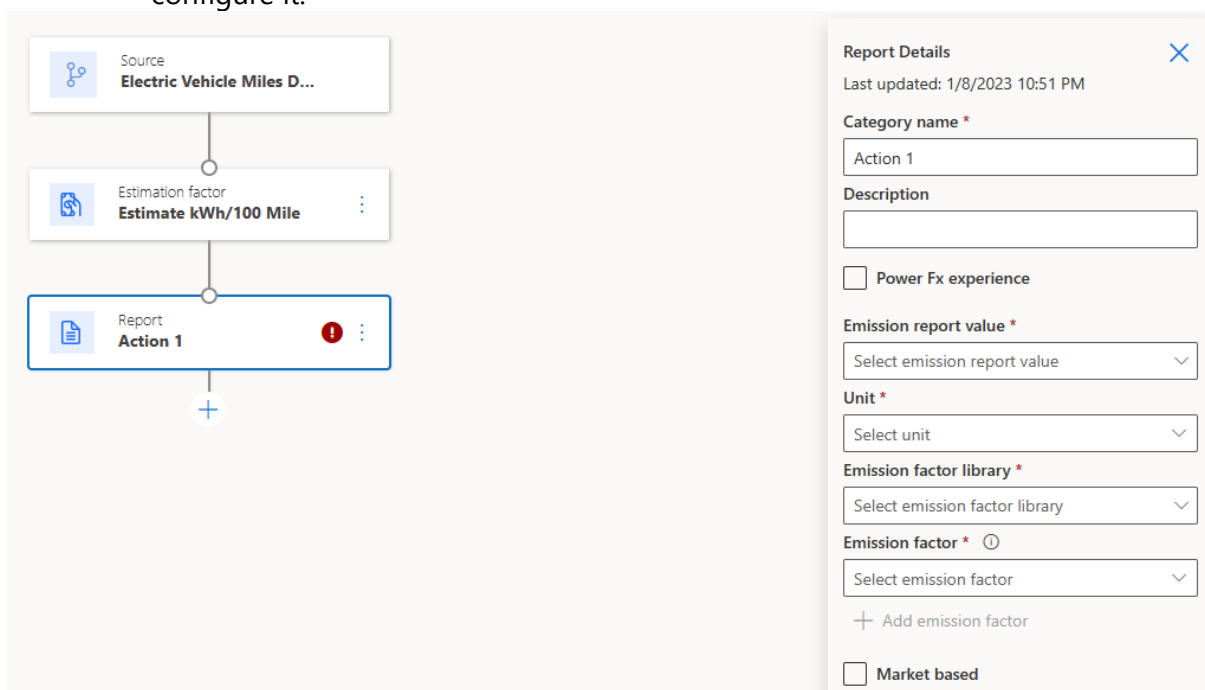 configure it.
Source
Electric Vehicle Miles D...
Estimation factor
Estimate kWh/100 Mile
Report
Action 1
Report Details
Last updated: 1/8/2023 10:51 PM
Category name *
Action 1
Description
Power Fx experience
Emission report value *
Select emission report value
Unit *
Select unit
Emission factor library *
Select emission factor library
Emission factor *
Select emission factor
Add emission factor
Market based